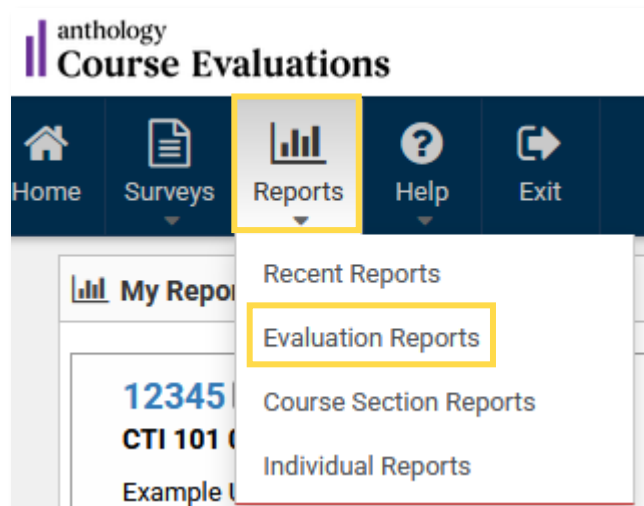 anthology
Course Evaluations
Home Surveys Reports Help Exit
My Repo
Recent Reports
Evaluation Reports
12345
Course Section Reports
CTI 101
Individual Reports
Example